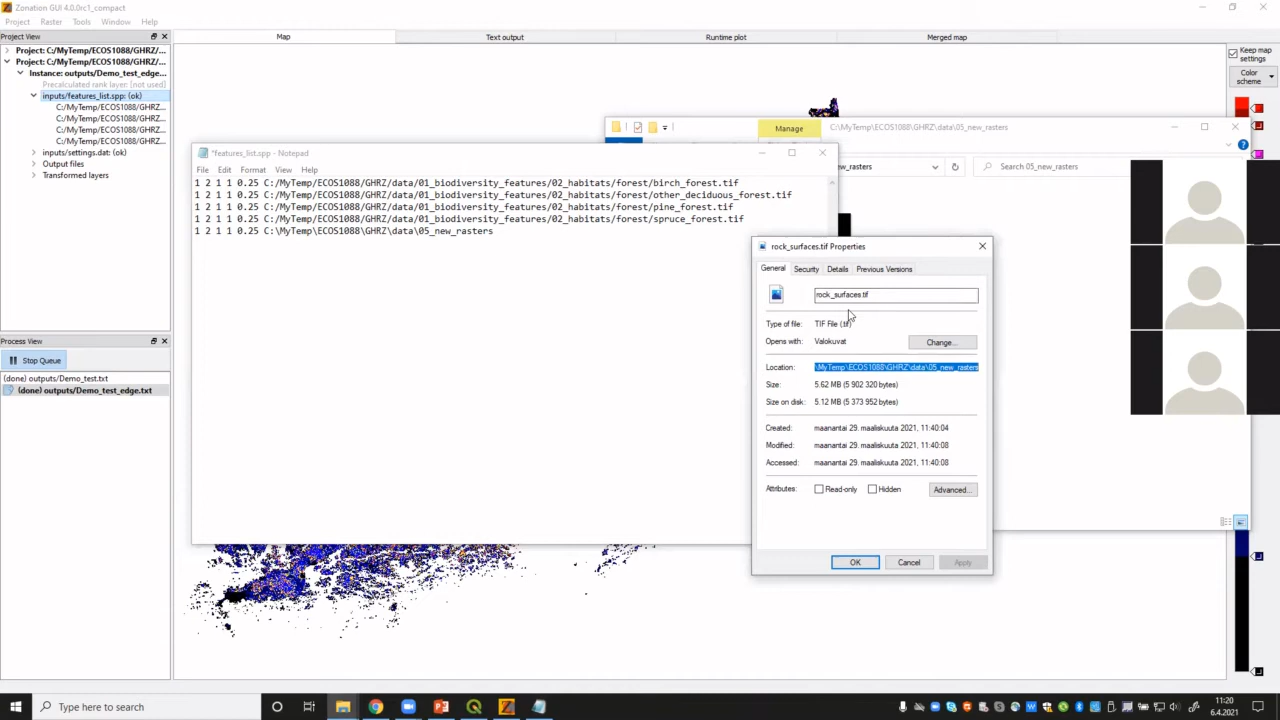 Zonation GUI 4.0.0rc1_compact
Project Raster Tools Window Help
Project View
Map
Text output
Runtime plot
Merged map
Project: C:/MyTemp/ECOS1088/GHRZ/...
Project: C:/MyTemp/ECOS1088/GHRZ/...
Instance: outputs/Demo_test_edge...
Precalculated rank layer: [not used]
inputs/features_list.spp: (ok)
C:/MyTemp/ECOS1088/GHRZ...
C:/MyTemp/ECOS1088/GHRZ...
C:/MyTemp/ECOS1088/GHRZ...
C:/MyTemp/ECOS1088/GHRZ...
inputs/settings.dat: (ok)
Output files
Transformed layers
Process View
Stop Queue
(done) outputs/Demo_test.txt
(done) outputs/Demo_test_edge.txt
Keep map settings
Color scheme
Manage
C:\MyTemp\ECOS1088\GHRZ\data\05_new_rasters
_new_rasters
Search 05_new_rasters
*features_list.spp - Notepad
File Edit Format View Help
1 2 1 1 0.25 C:/MyTemp/ECOS1088/GHRZ/data/01_biodiversity_features/02_habitats/forest/birch_forest.tif
1 2 1 1 0.25 C:/MyTemp/ECOS1088/GHRZ/data/01_biodiversity_features/02_habitats/forest/other_deciduous_forest.tif
1 2 1 1 0.25 C:/MyTemp/ECOS1088/GHRZ/data/01_biodiversity_features/02_habitats/forest/pine_forest.tif
1 2 1 1 0.25 C:/MyTemp/ECOS1088/GHRZ/data/01_biodiversity_features/02_habitats/forest/spruce_forest.tif
1 2 1 1 0.25 C:\MyTemp\ECOS1088\GHRZ\data\05_new_rasters
rock_surfaces.tif Properties
General Security Details Previous Versions
rock_surfaces.tif
Type of file: TIF File (.tif)
Opens with: Valokuvat Change...
Location: \MyTemp\ECOS1088\GHRZ\data\05_new_rasters
Size: 5.62 MB (5 902 320 bytes)
Size on disk: 5.12 MB (5 373 952 bytes)
Created: maanantai 29. maaliskuuta 2021, 11:40:04
Modified: maanantai 29. maaliskuuta 2021, 11:40:08
Accessed: maanantai 29. maaliskuuta 2021, 11:40:08
Attributes: Read-only Hidden Advanced...
OK Cancel Apply
Type here to search
11:20
6.4.2021